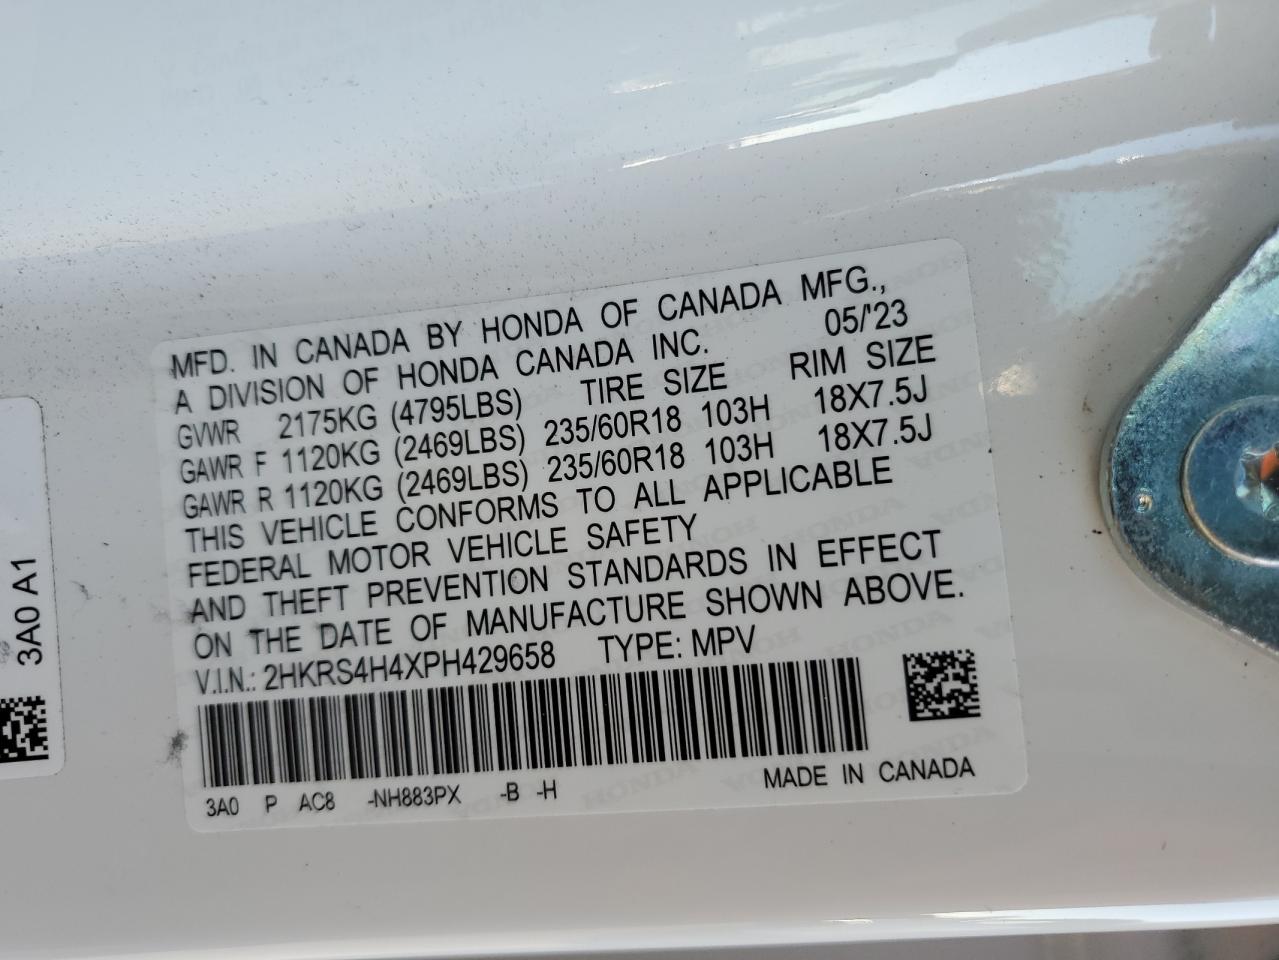 MFD. IN CANADA BY HONDA OF CANADA MFG.,
A DIVISION OF HONDA CANADA INC. 05/'23
GVWR 2175KG (4795LBS) TIRE SIZE RIM SIZE
GAWR F 1120KG (2469LBS) 235/60R18 103H 18X7.5J
GAWR R 1120KG (2469LBS) 235/60R18 103H 18X7.5J
THIS VEHICLE CONFORMS TO ALL APPLICABLE
FEDERAL MOTOR VEHICLE SAFETY
AND THEFT PREVENTION STANDARDS IN EFFECT
ON THE DATE OF MANUFACTURE SHOWN ABOVE.
V.I.N.: 2HKRS4H4XPH429658 TYPE: MPV
3A0 P AC8 -NH883PX -B -H MADE IN CANADA
3A0 A1